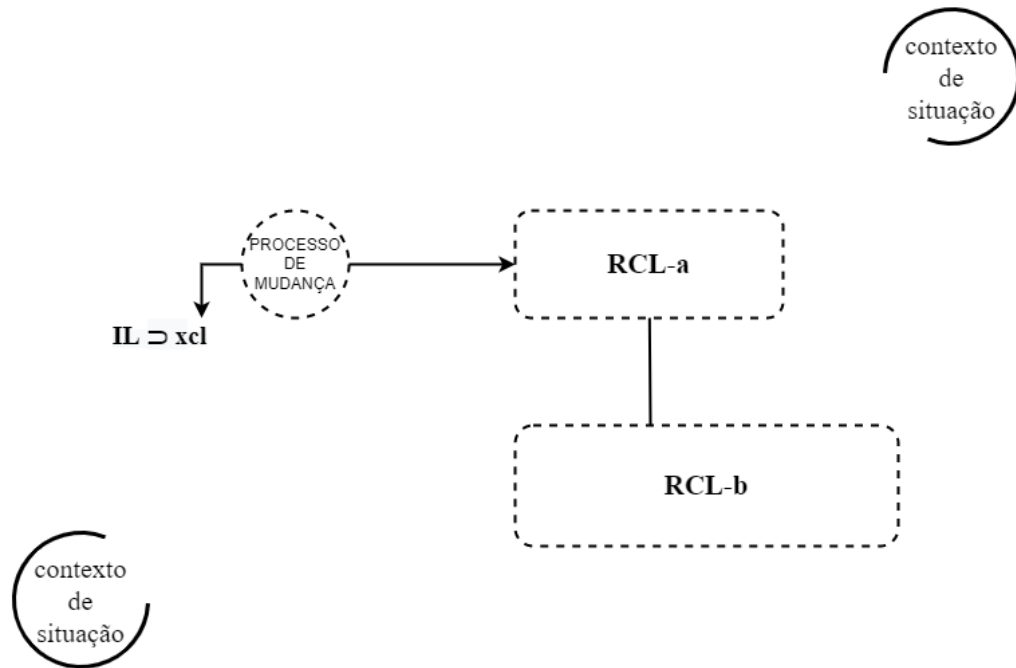 contexto
de
situação
PROCESSO
DE
MUDANÇA
RCL-a
IL ⊃ xcl
RCL-b
contexto
de
situação